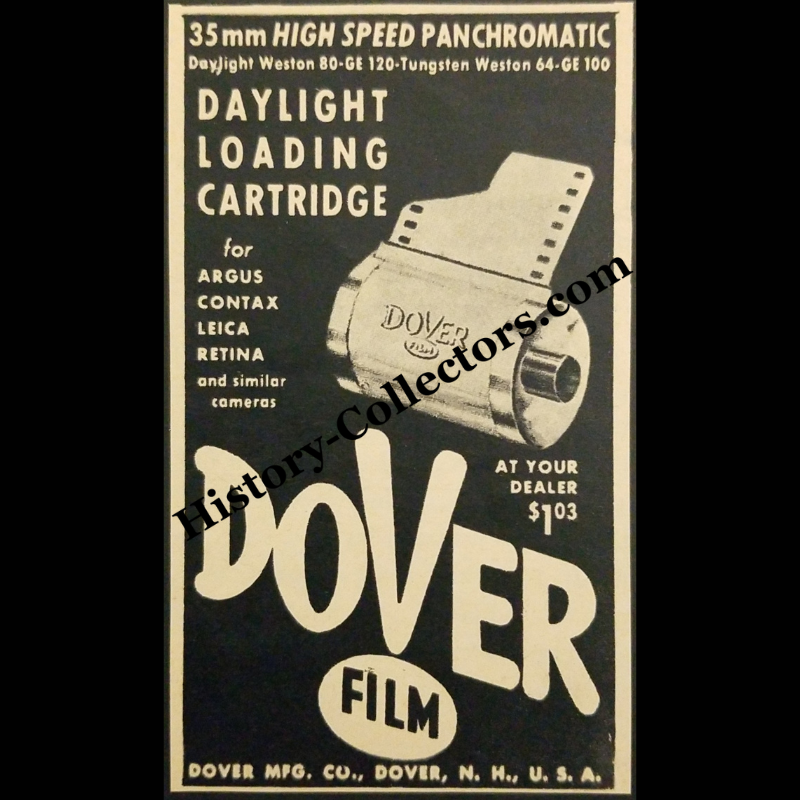 35mm HIGH SPEED PANCHROMATIC
Daylight Weston 80-GE 120-Tungsten Weston 64-GE 100
DAYLIGHT
LOADING
CARTRIDGE
for
ARGUS
CONTAX
LEICA
RETINA
and similar
cameras
DOVER
FILM
History-Collectors.com
AT YOUR
DEALER
$1.03
DOVER
FILM
DOVER MFG. CO., DOVER, N. H., U. S. A.